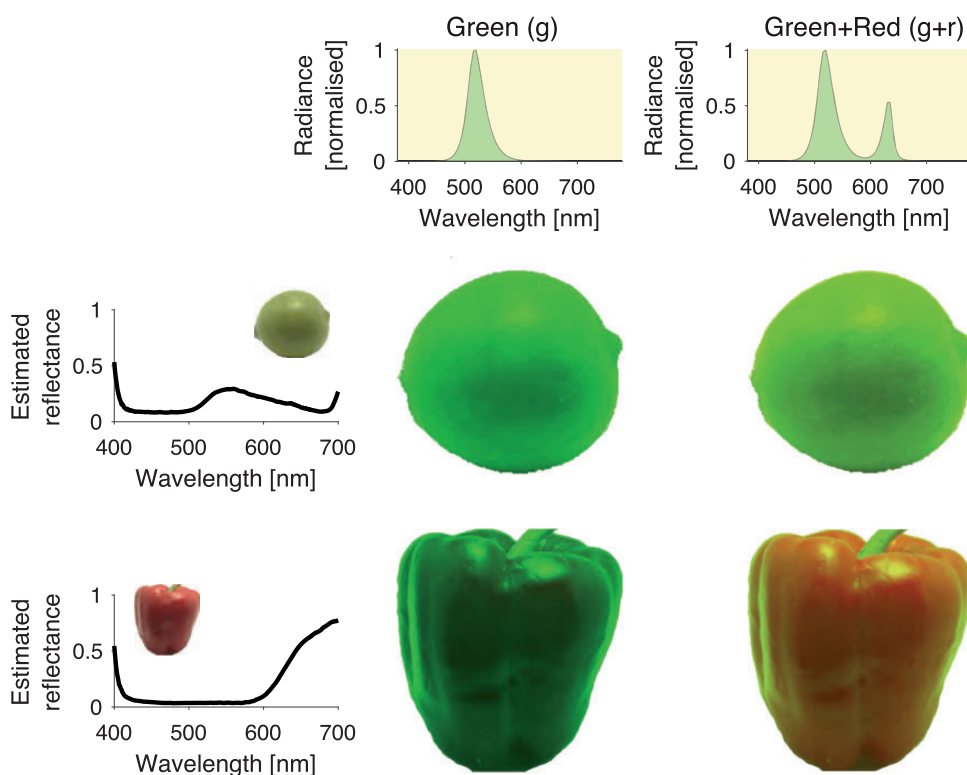 Green (g)
Green+Red (g+r)
Radiance
[normalised]
1
0.5
0
400 500 600 700
Wavelength [nm]
Radiance
[normalised]
1
0.5
0
400 500 600 700
Wavelength [nm]
Estimated
reflectance
1
0.5
0
400 500 600 700
Wavelength [nm]
Estimated
reflectance
1
0.5
0
400 500 600 700
Wavelength [nm]